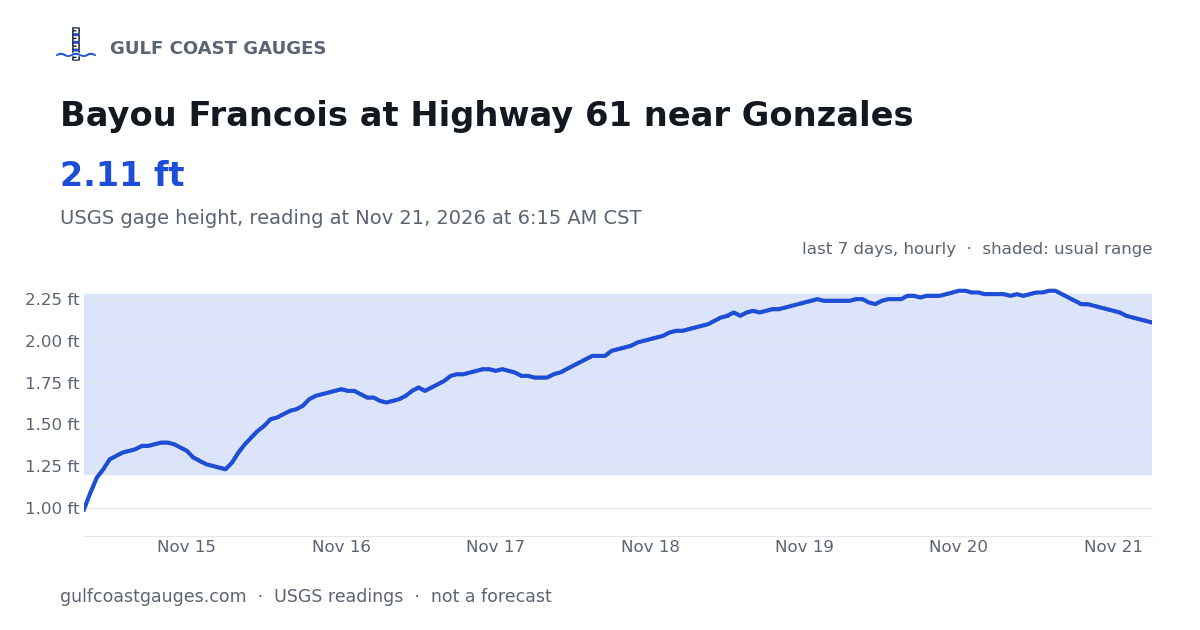 GULF COAST GAUGES
Bayou Francois at Highway 61 near Gonzales
2.11 ft
USGS gage height, reading at Nov 21, 2026 at 6:15 AM CST
last 7 days, hourly · shaded: usual range
2.25 ft
2.00 ft
1.75 ft
1.50 ft
1.25 ft
1.00 ft
Nov 15 Nov 16 Nov 17 Nov 18 Nov 19 Nov 20 Nov 21
gulfcoastgauges.com · USGS readings · not a forecast